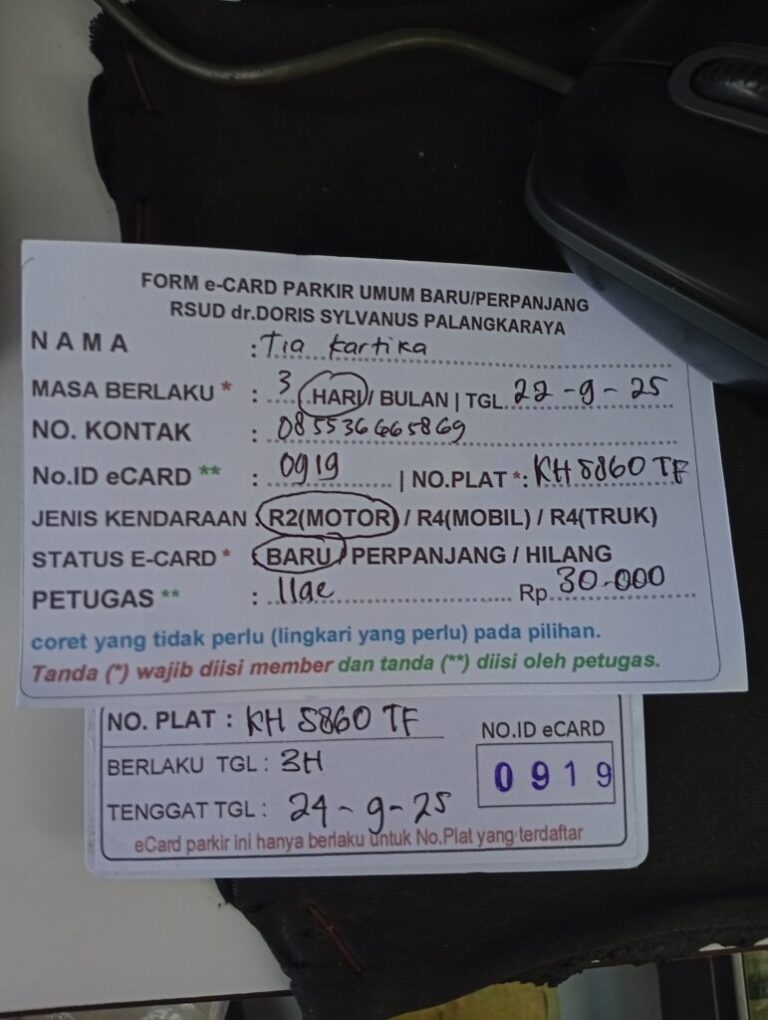 FORM e-CARD PARKIR UMUM BARU/PERPANJANG
RSUD dr.DORIS SYLVANUS PALANGKARAYA
NAMA : Tia Kartika
MASA BERLAKU * : 3 HARI / BULAN | TGL 22-9-25
NO. KONTAK : 085536665869
No.ID eCARD ** : 0919 | NO.PLAT *: KH 5860 TF
JENIS KENDARAAN : R2(MOTOR) / R4(MOBIL) / R4(TRUK)
STATUS E-CARD * : BARU / PERPANJANG / HILANG
PETUGAS ** : Rp 30.000
coret yang tidak perlu (lingkari yang perlu) pada pilihan.
Tanda (*) wajib diisi member dan tanda (**) diisi oleh petugas.
NO. PLAT : KH 5860 TF
NO.ID eCARD
BERLAKU TGL : 3H
0919
TENGGAT TGL : 24-9-25
eCard parkir ini hanya berlaku untuk No.Plat yang terdaftar